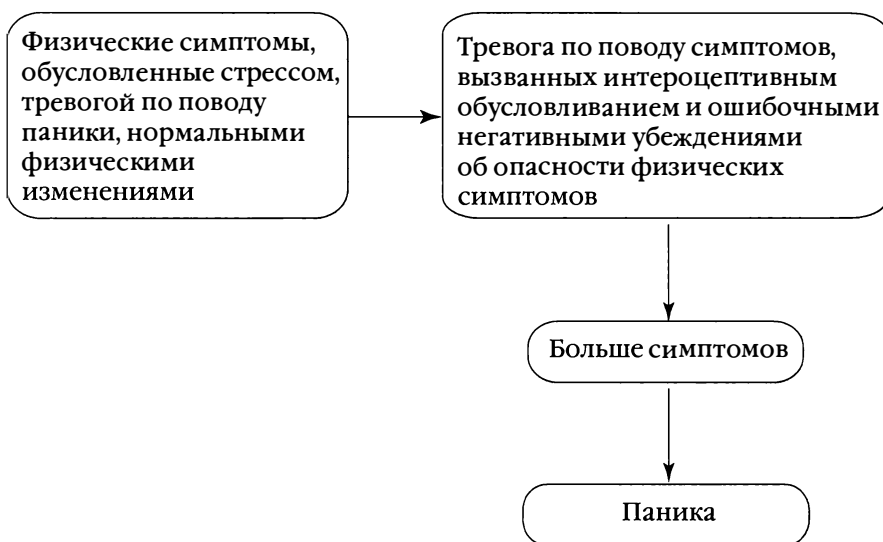 Физические симптомы,
обусловленные стрессом,
тревогой по поводу
паники, нормальными
физическими
изменениями
Тревога по поводу симптомов,
вызванных интероцептивным
обусловливанием и ошибочными
негативными убеждениями
об опасности физических
симптомов
Больше симптомов
Паника